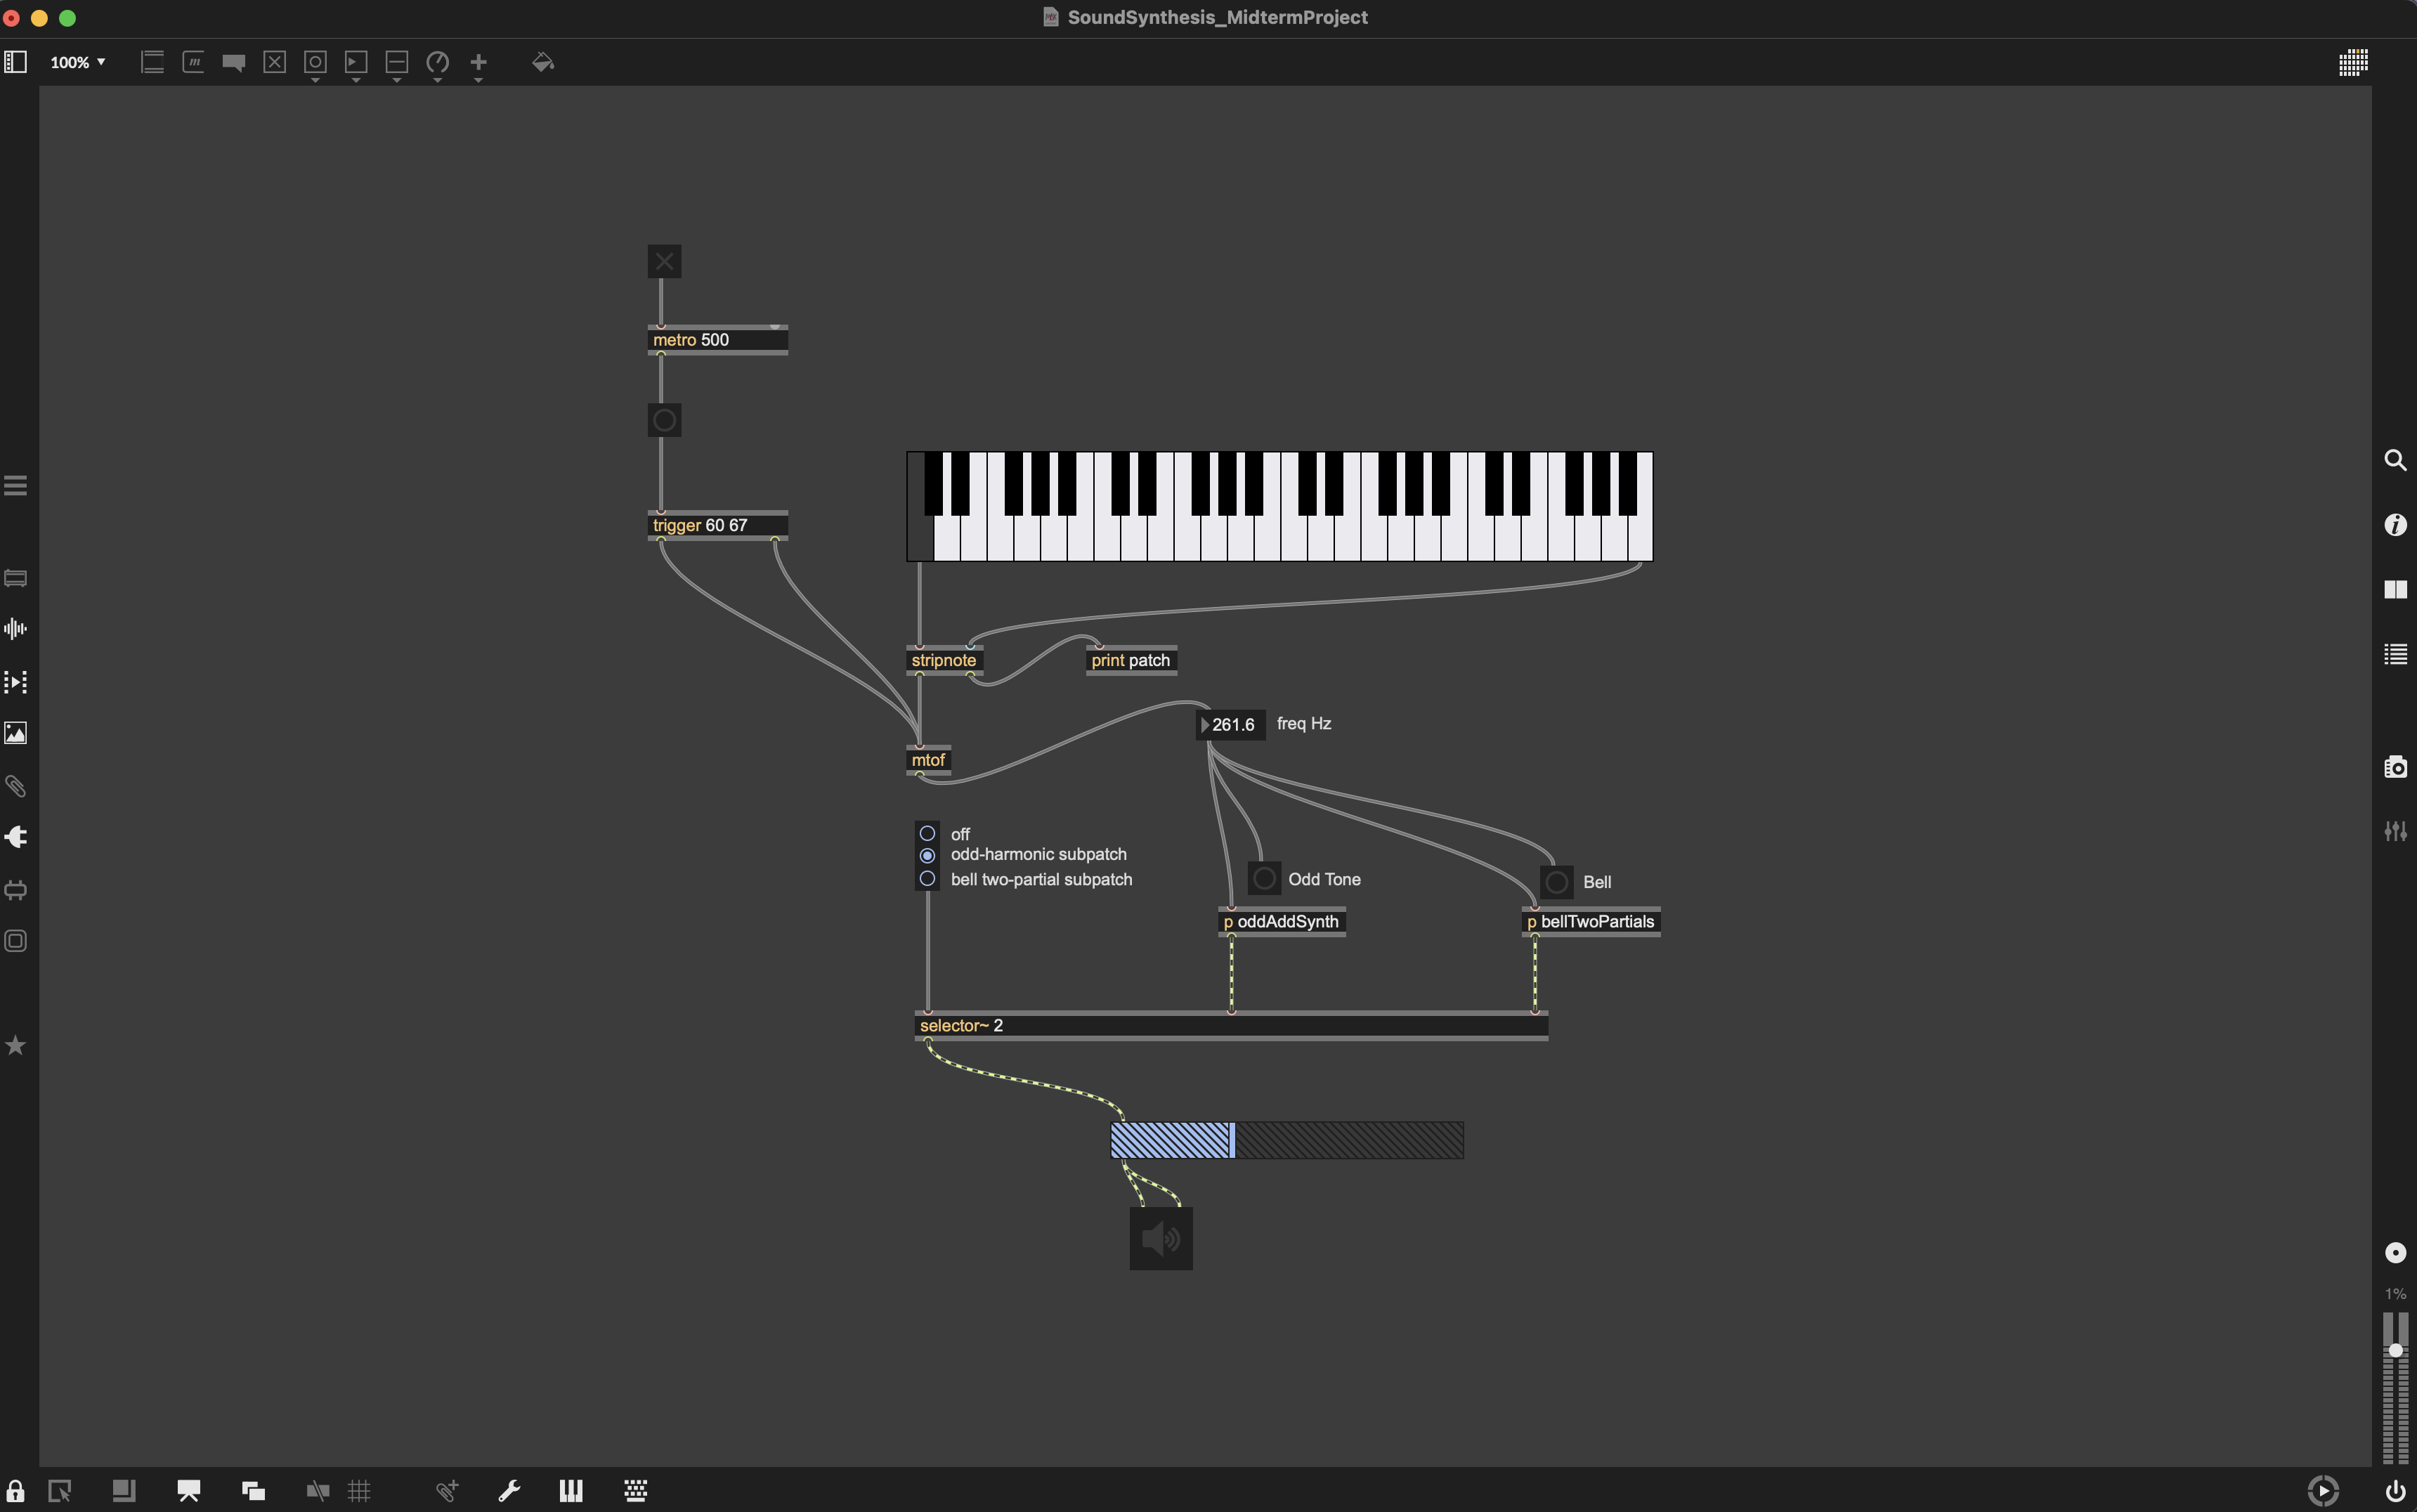 SoundSynthesis_MidtermProject
100%
metro 500
trigger 60 67
stripnote
print patch
261.6 freq Hz
mtof
off
odd-harmonic subpatch
bell two-partial subpatch
Odd Tone
Bell
p oddAddSynth
p bellTwoPartials
selector~ 2
1%